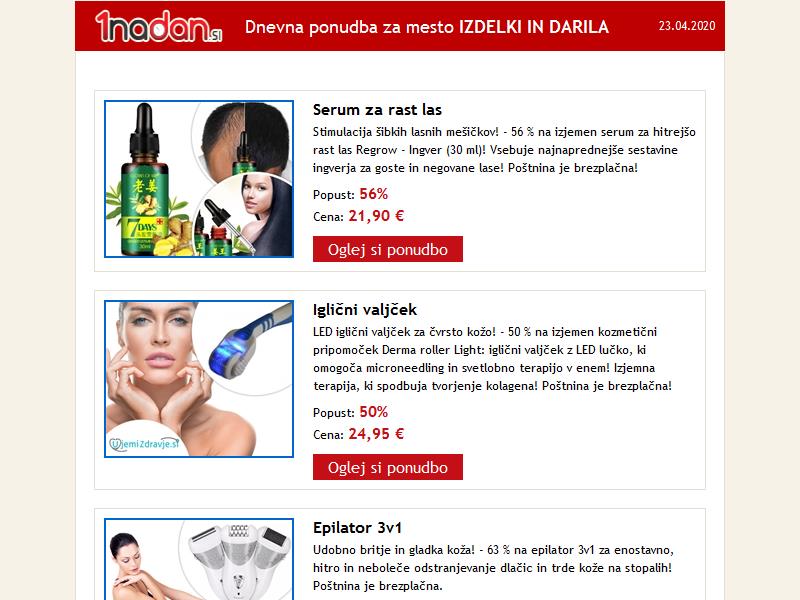 1nadan.si
Dnevna ponudba za mesto IZDELKI IN DARILA
23.04.2020
老姜
7 DAYS
Serum za rast las
Stimulacija šibkih lasnih mešičkov! - 56 % na izjemen serum za hitrejšo
rast las Regrow - Ingver (30 ml)! Vsebuje najnaprednejše sestavine
ingverja za goste in negovane lase! Poštnina je brezplačna!
Popust: 56%
Cena: 21,90 €
Oglej si ponudbo
UjemiZdravje.si
Iglični valjček
LED iglični valjček za čvrsto kožo! - 50 % na izjemen kozmetični
pripomoček Derma roller Light: iglični valjček z LED lučko, ki
omogoča microneedling in svetlobno terapijo v enem! Izjemna
terapija, ki spodbuja tvorjenje kolagena! Poštnina je brezplačna!
Popust: 50%
Cena: 24,95 €
Oglej si ponudbo
Epilator 3v1
Udobno britje in gladka koža! - 63 % na epilator 3v1 za enostavno,
hitro in neboleče odstranjevanje dlačic in trde kože na stopalih!
Poštnina je brezplačna.